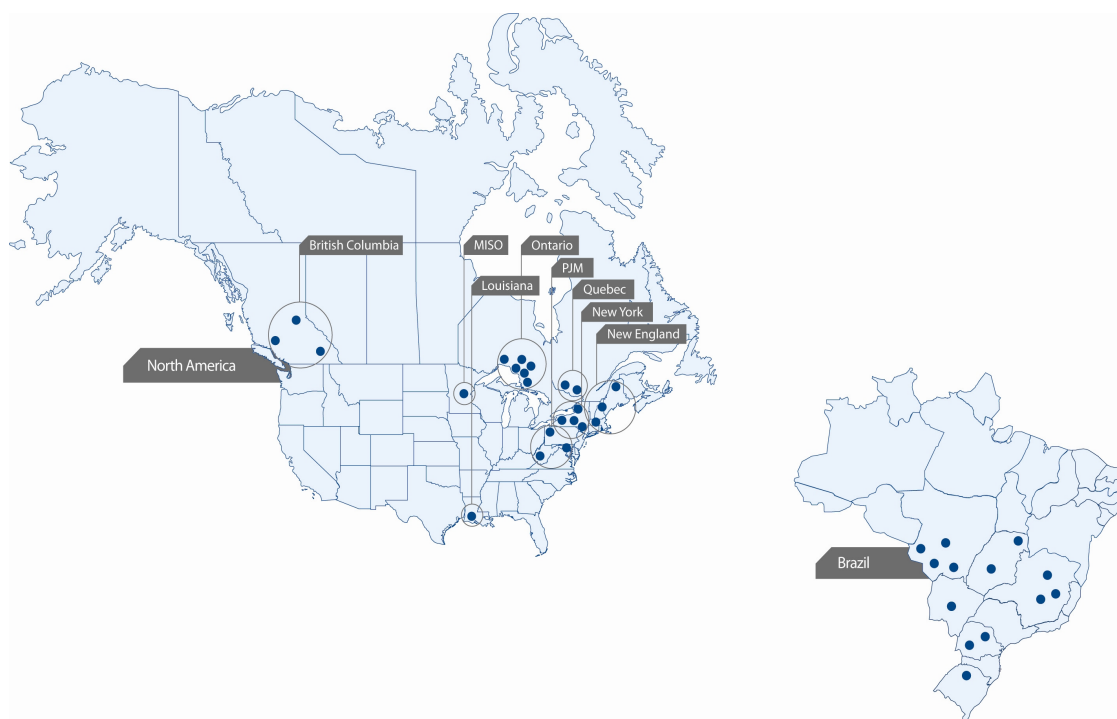 British Columbia
MISO
Ontario
PJM
Louisiana
Quebec
New York
New England
North America
Brazil